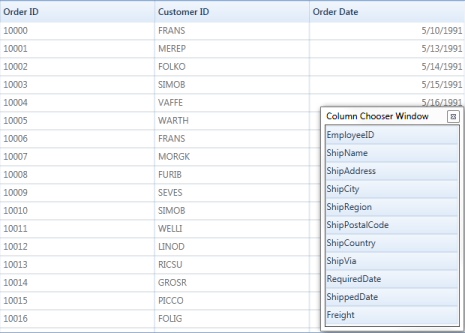 Order ID Customer ID Order Date
10000 FRANS 5/10/1991
10001 MEREP 5/13/1991
10002 FOLKO 5/14/1991
10003 SIMOB 5/15/1991
10004 VAFFE 5/16/1991
10005 WARTH
10006 FRANS
10007 MORGK
10008 FURIB
10009 SEVES
10010 SIMOB
10011 WELLI
10012 LINOD
10013 RICSU
10014 GROSR
10015 PICCO
10016 FOLIG
Column Chooser Window
EmployeeID
ShipName
ShipAddress
ShipCity
ShipRegion
ShipPostalCode
ShipCountry
ShipVia
RequiredDate
ShippedDate
Freight